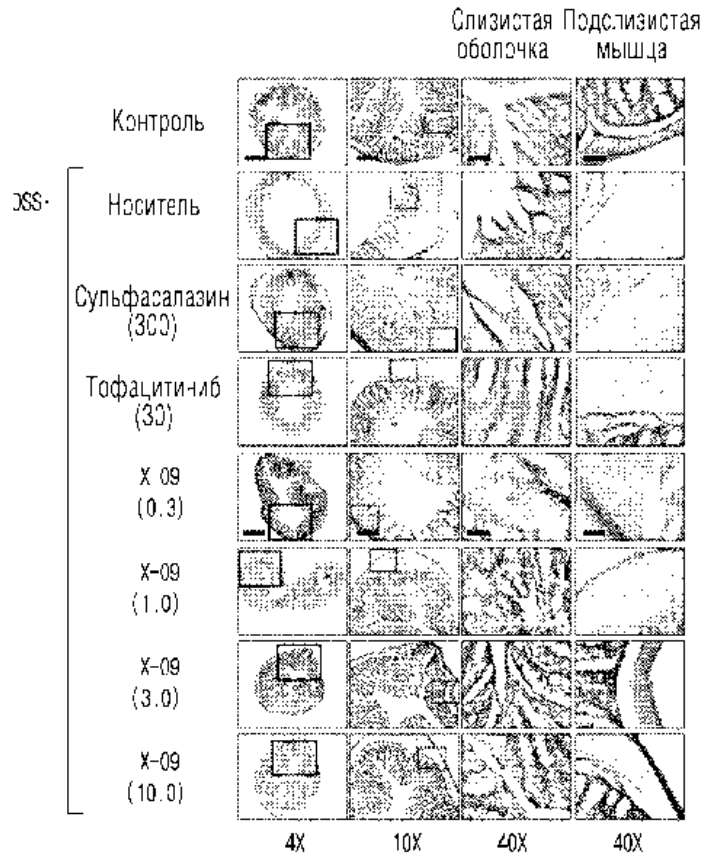 Слизистая Подслизистая
оболочка мышца
Контроль
DSS-
Носитель
Сульфасалазин
(300)
Тофацитиниб
(30)
X-09
(0.3)
X-09
(1.0)
X-09
(3.0)
X-09
(10.0)
4X 10X 40X 40X